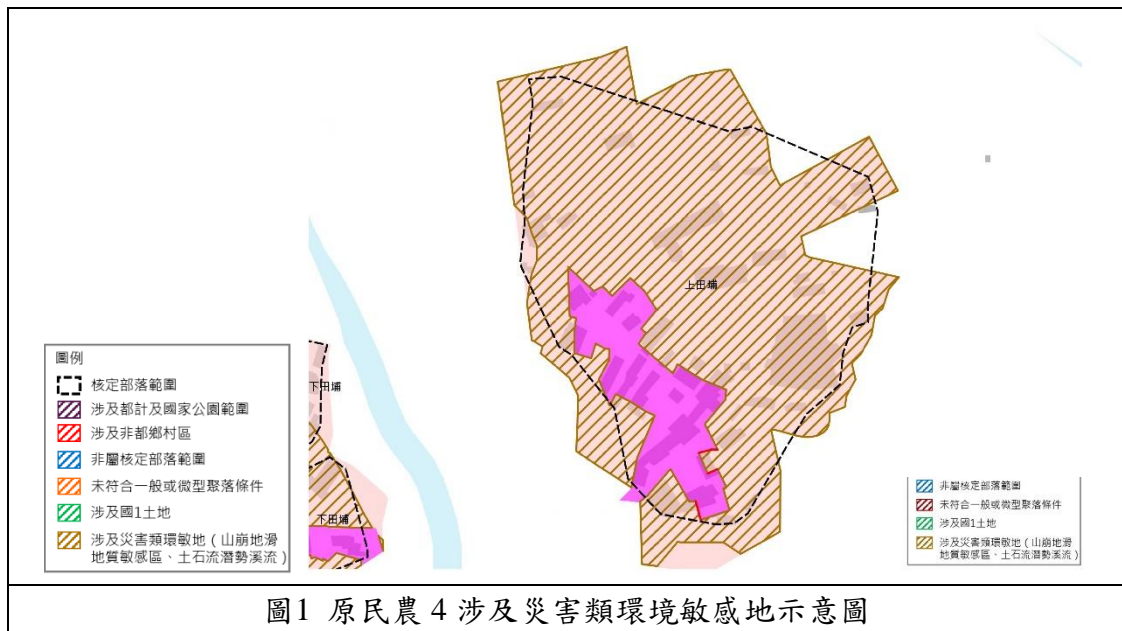 上田埔
下田埔
下田埔
圖例
核定部落範圍
涉及都計及國家公園範圍
涉及非都鄉村區
非屬核定部落範圍
未符合一般或微型聚落條件
涉及國1土地
涉及災害類環敏地(山崩地滑
地質敏感區、土石流潛勢溪流)
非屬核定部落範圍
未符合一般或微型聚落條件
涉及國1土地
涉及災害類環敏地(山崩地滑
地質敏感區、土石流潛勢溪流)
圖1 原民農 4 涉及災害類環境敏感地示意圖